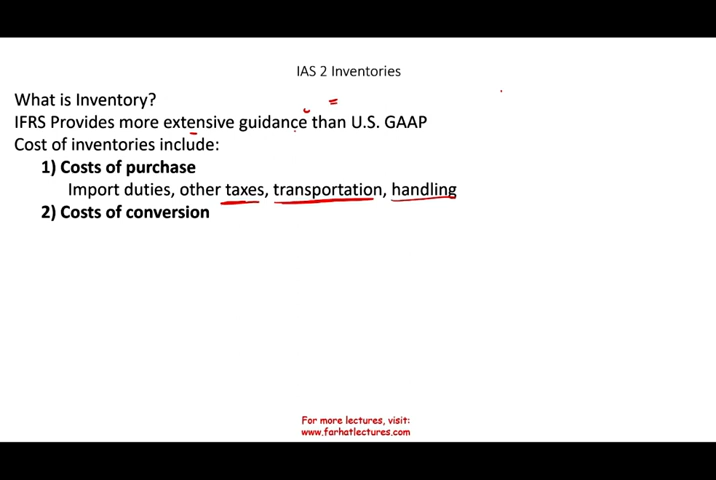 IAS 2 Inventories
What is Inventory?
IFRS Provides more extensive guidance than U.S. GAAP
Cost of inventories include:
1) Costs of purchase
Import duties, other taxes, transportation, handling
2) Costs of conversion
For more lectures, visit:
www.farhatlectures.com